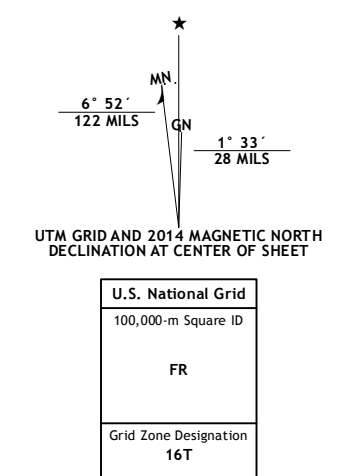 MN
6° 52´
122 MILS
GN
1° 33´
28 MILS
UTM GRID AND 2014 MAGNETIC NORTH
DECLINATION AT CENTER OF SHEET
U.S. National Grid
100,000-m Square ID
FR
Grid Zone Designation
16T